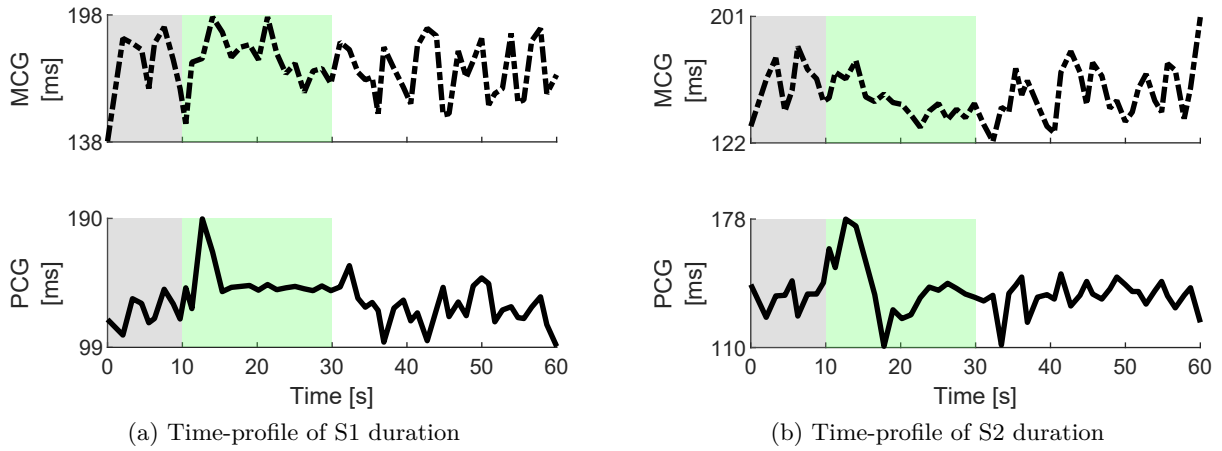 198
MCG
[ms]
138
190
PCG
[ms]
99
0 10 20 30 40 50 60
Time [s]
(a) Time-profile of S1 duration
201
MCG
[ms]
122
178
PCG
[ms]
110
0 10 20 30 40 50 60
Time [s]
(b) Time-profile of S2 duration